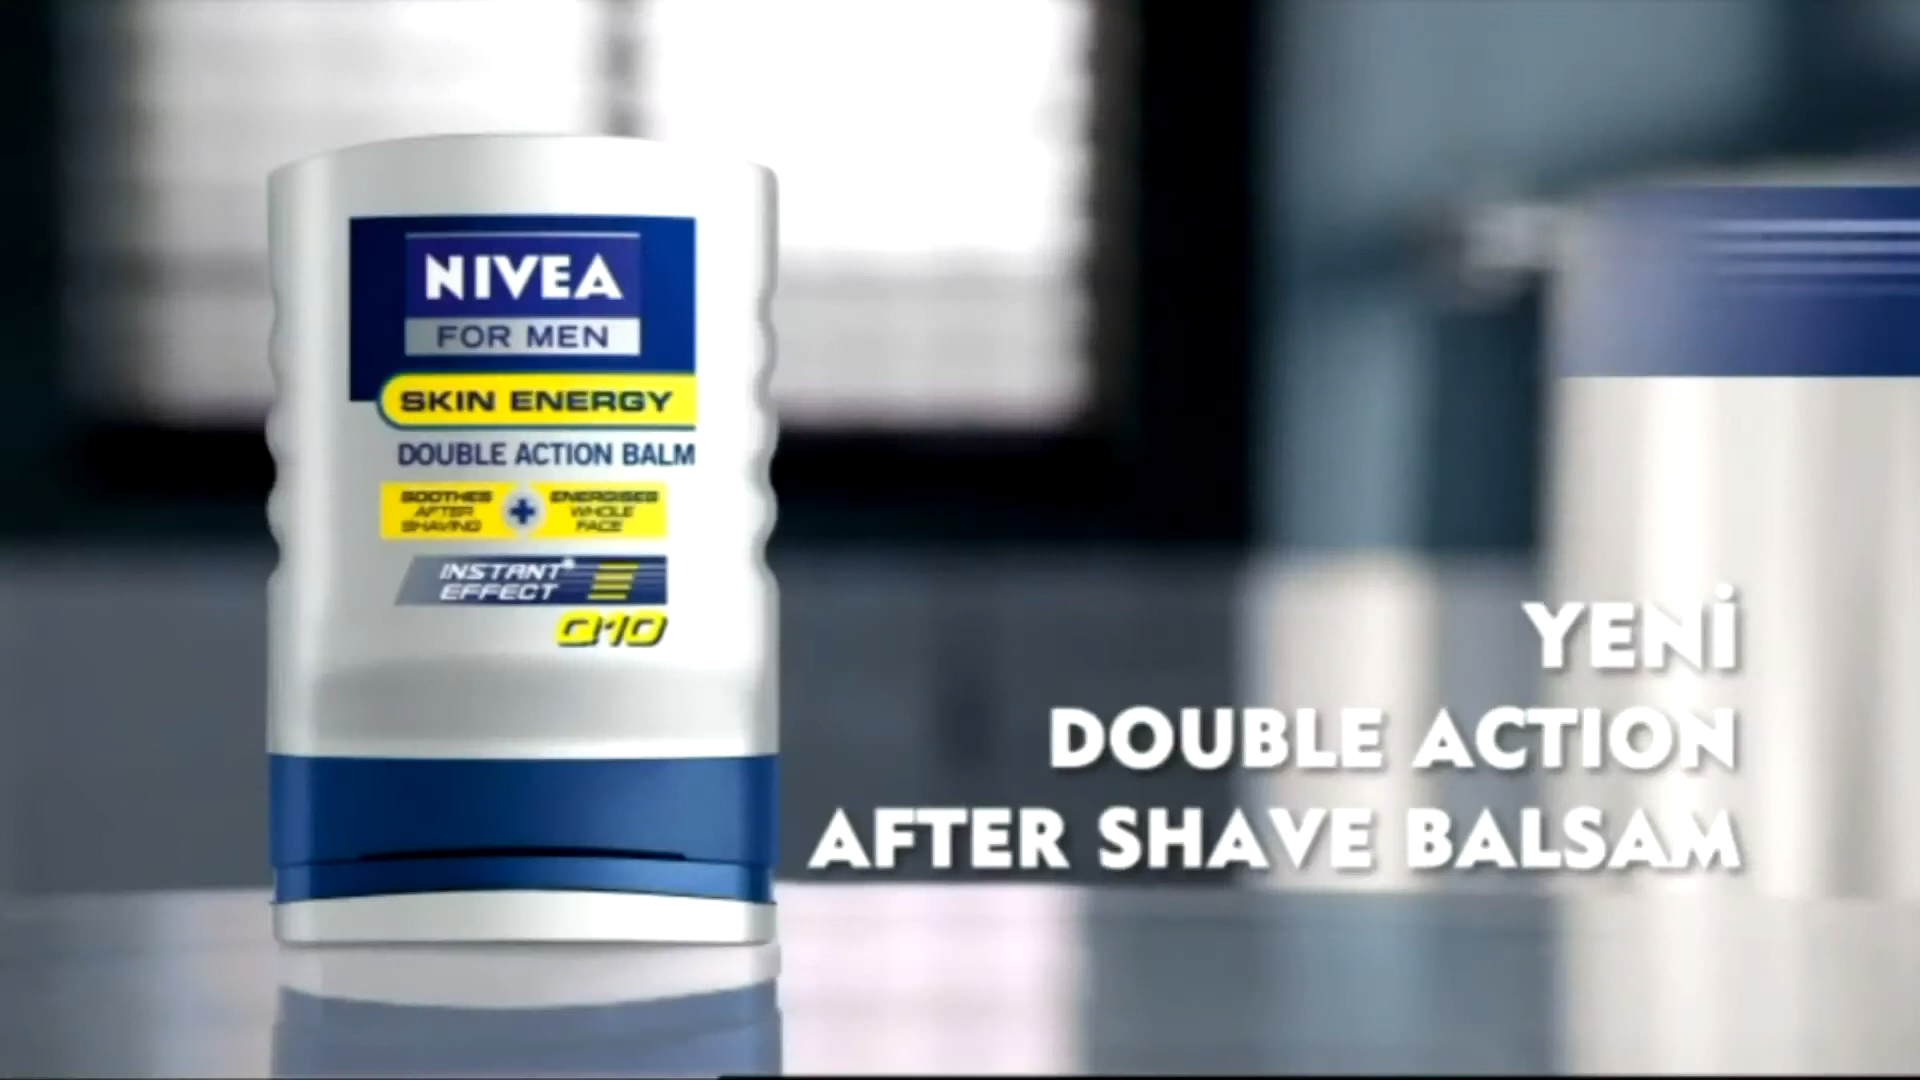 NIVEA
FOR MEN
SKIN ENERGY
DOUBLE ACTION BALM
SOOTHES
AFTER
SHAVING
+
ENERGISES
WHOLE
FACE
INSTANT
EFFECT
Q10
YENİ
DOUBLE ACTION
AFTER SHAVE BALSAM